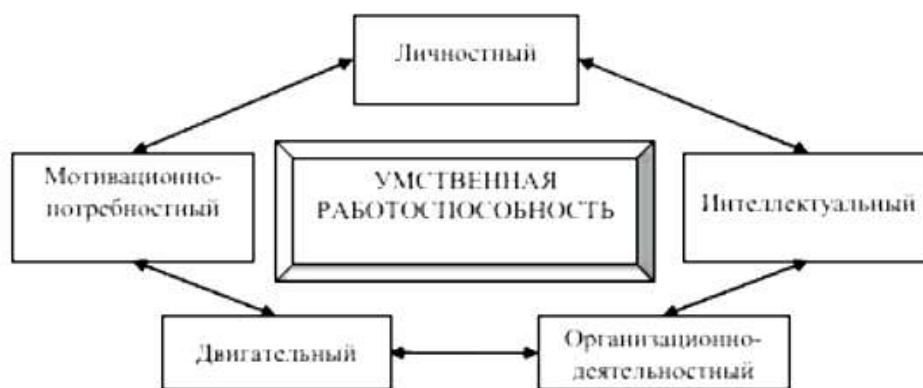 Личностный
Мотивационно-
потребностный
УМСТВЕННАЯ
РАБОТОСПОСОБНОСТЬ
Интеллектуальный
Двигательный
Организационно-
деятельностный